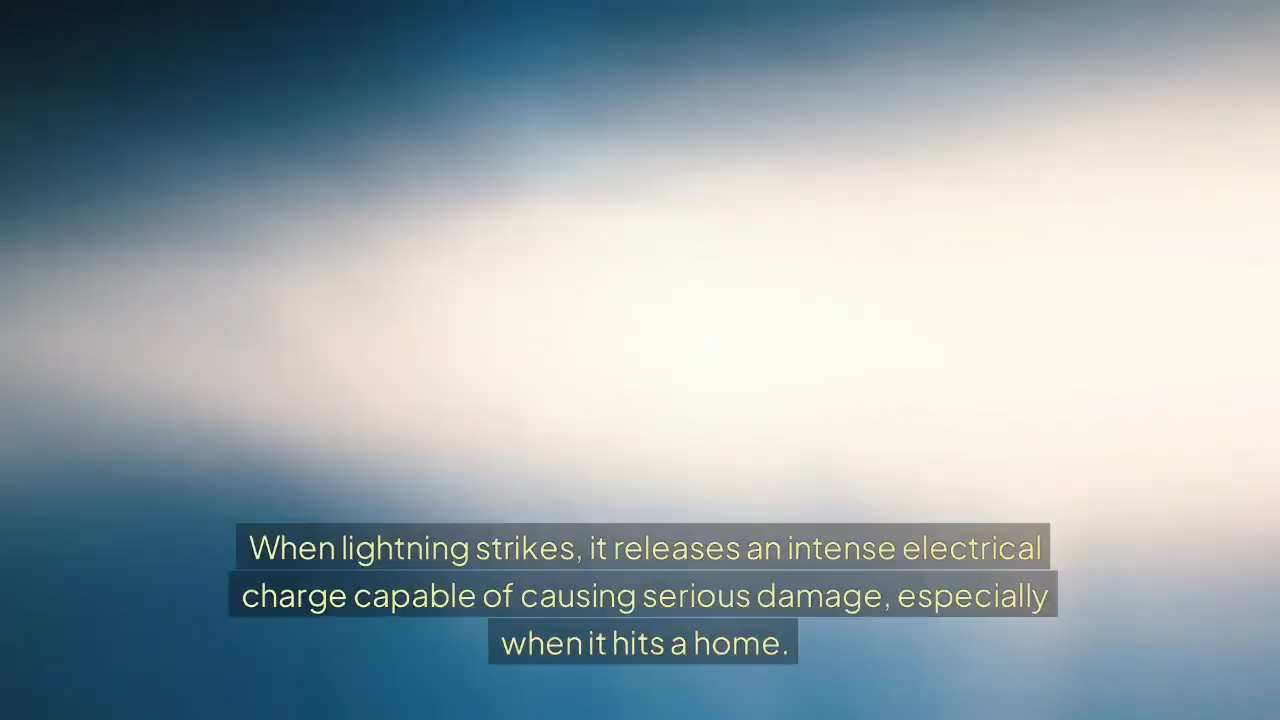 When lightning strikes, it releases an intense electrical
charge capable of causing serious damage, especially
when it hits a home.